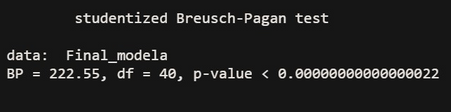 studentized Breusch-Pagan test
data:  Final_modela
BP = 222.55, df = 40, p-value < 0.00000000000000022